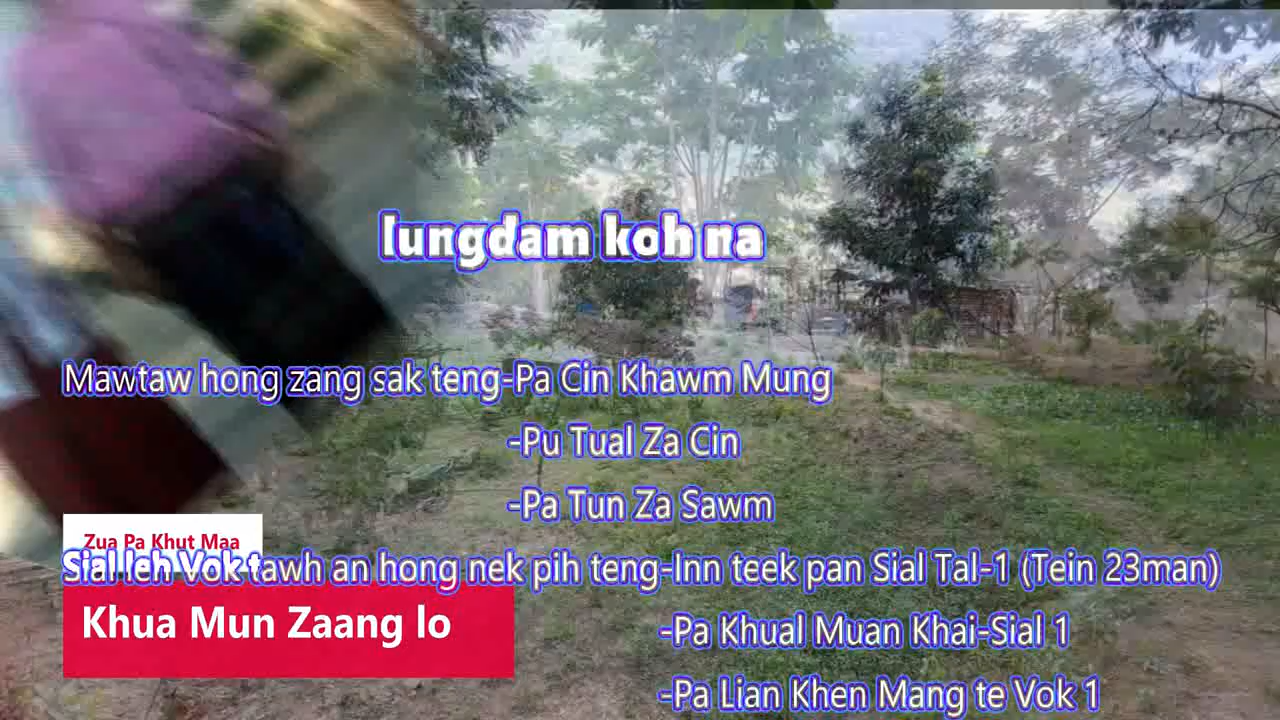 lungdam koh na
Mawtaw hong zang sak teng-Pa Cin Khawm Mung
-Pu Tual Za Cin
-Pa Tun Za Sawm
Zua Pa Khut Maa
Sial leh Vok tawh an hong nek pih teng-Inn teek pan Sial Tal-1 (Tein 23man)
Khua Mun Zaang lo
-Pa Khual Muan Khai-Sial 1
-Pa Lian Khen Mang te Vok 1